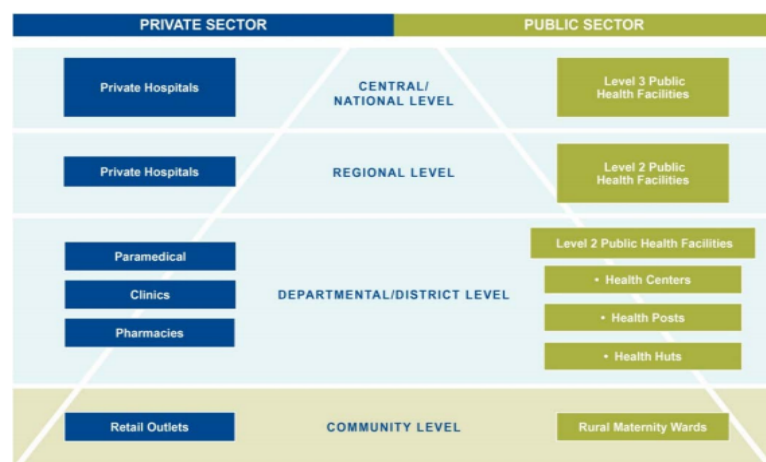 PRIVATE SECTOR
PUBLIC SECTOR
Private Hospitals
CENTRAL/
NATIONAL LEVEL
Level 3 Public
Health Facilities
Private Hospitals
REGIONAL LEVEL
Level 2 Public
Health Facilities
Paramedical
Clinics
Pharmacies
DEPARTMENTAL/DISTRICT LEVEL
Level 2 Public Health Facilities
• Health Centers
• Health Posts
• Health Huts
Retail Outlets
COMMUNITY LEVEL
Rural Maternity Wards